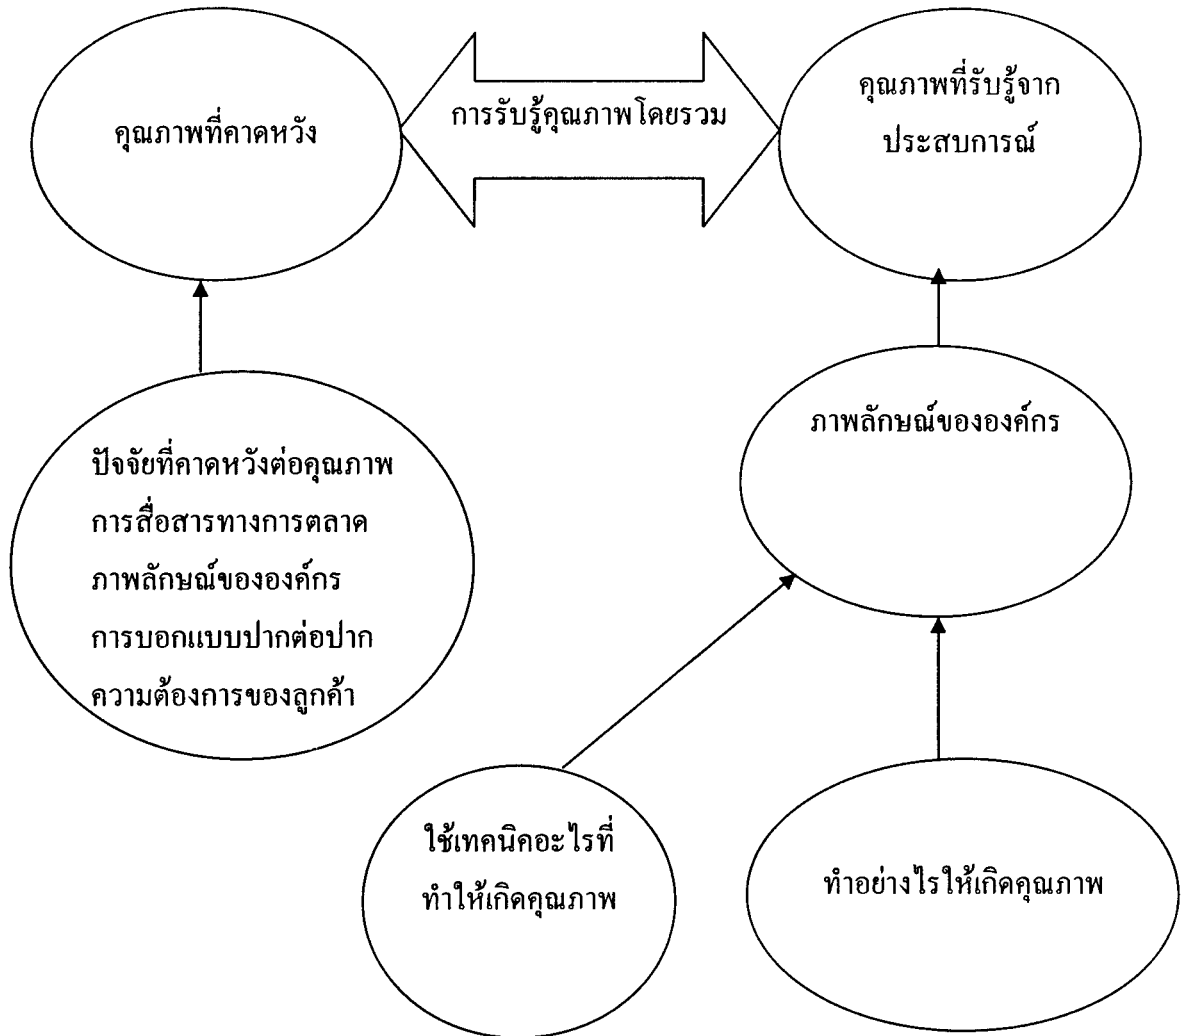 คุณภาพที่คาดหวัง
การรับรู้คุณภาพโดยรวม
คุณภาพที่รับรู้จาก
ประสบการณ์
ปัจจัยที่คาดหวังต่อคุณภาพ
การสื่อสารทางการตลาด
ภาพลักษณ์ขององค์กร
การบอกแบบปากต่อปาก
ความต้องการของลูกค้า
ภาพลักษณ์ขององค์กร
ใช้เทคนิคอะไรที่
ทำให้เกิดคุณภาพ
ทำอย่างไรให้เกิดคุณภาพ